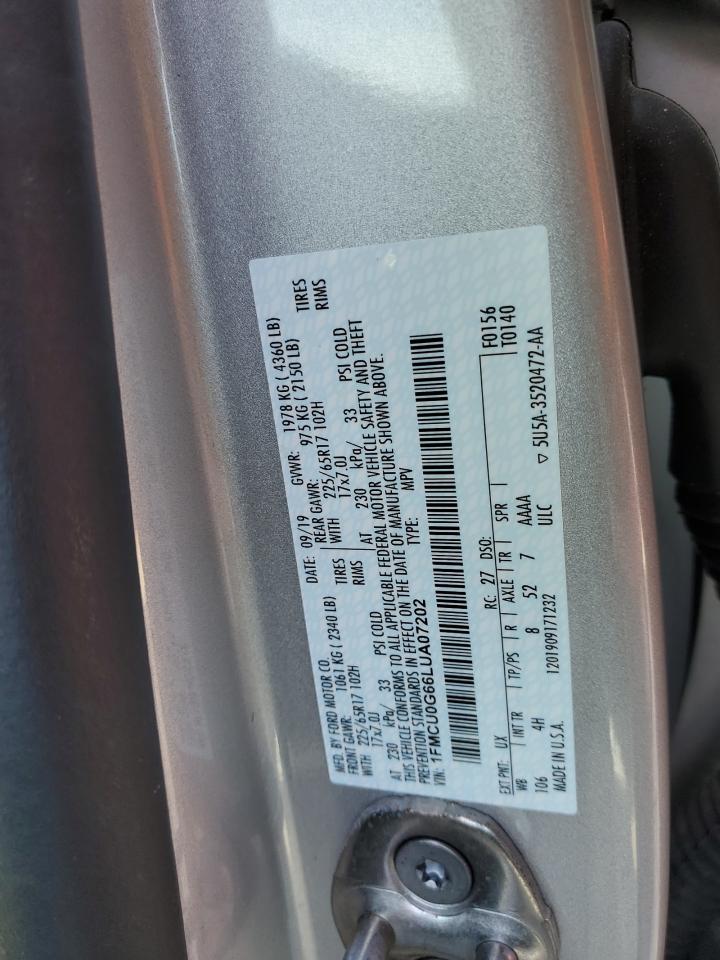 MFD. BY FORD MOTOR CO. DATE: 09/19 GVWR: 1978 KG ( 4360 LB)
FRONT GAWR: 1061 KG ( 2340 LB) REAR GAWR: 975 KG ( 2150 LB)
WITH 225/65R17 102H TIRES WITH 225/65R17 102H TIRES
17x7.0J RIMS 17x7.0J RIMS
AT 230 kPa/ 33 PSI COLD AT 230 kPa/ 33 PSI COLD
THIS VEHICLE CONFORMS TO ALL APPLICABLE FEDERAL MOTOR VEHICLE SAFETY AND THEFT
PREVENTION STANDARDS IN EFFECT ON THE DATE OF MANUFACTURE SHOWN ABOVE.
VIN: 1FMCU0G66LUA07202 TYPE: MPV
EXT PNT: UX RC: 27 DSO: F0156
WB INT TR TP/PS R AXLE TR SPR T0140
106 4H 8 52 7 AAAA
MADE IN U.S.A. 1201909171232 ULC ▽ 5U5A-3520472-AA